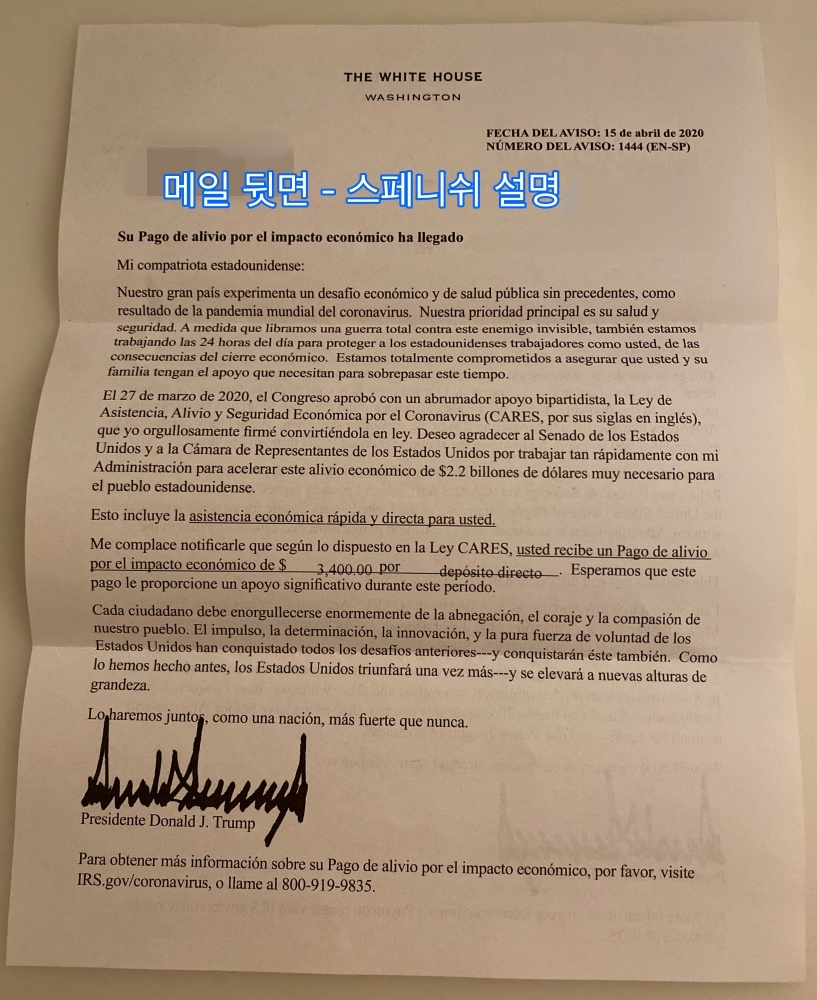 THE WHITE HOUSE
WASHINGTON
FECHA DEL AVISO: 15 de abril de 2020
NÚMERO DEL AVISO: 1444 (EN-SP)
메일 뒷면 - 스페니쉬 설명
Su Pago de alivio por el impacto económico ha llegado
Mi compatriota estadounidense:
Nuestro gran país experimenta un desafío económico y de salud pública sin precedentes, como
resultado de la pandemia mundial del coronavirus. Nuestra prioridad principal es su salud y
seguridad. A medida que libramos una guerra total contra este enemigo invisible, también estamos
trabajando las 24 horas del día para proteger a los estadounidenses trabajadores como usted, de las
consecuencias del cierre económico. Estamos totalmente comprometidos a asegurar que usted y su
familia tengan el apoyo que necesitan para sobrepasar este tiempo.
El 27 de marzo de 2020, el Congreso aprobó con un abrumador apoyo bipartidista, la Ley de
Asistencia, Alivio y Seguridad Económica por el Coronavirus (CARES, por sus siglas en inglés),
que yo orgullosamente firmé convirtiéndola en ley. Deseo agradecer al Senado de los Estados
Unidos y a la Cámara de Representantes de los Estados Unidos por trabajar tan rápidamente con mi
Administración para acelerar este alivio económico de $2.2 billones de dólares muy necesario para
el pueblo estadounidense.
Esto incluye la asistencia económica rápida y directa para usted.
Me complace notificarle que según lo dispuesto en la Ley CARES, usted recibe un Pago de alivio
por el impacto económico de $ 3,400.00 por depósito directo. Esperamos que este
pago le proporcione un apoyo significativo durante este período.
Cada ciudadano debe enorgullecerse enormemente de la abnegación, el coraje y la compasión de
nuestro pueblo. El impulso, la determinación, la innovación, y la pura fuerza de voluntad de los
Estados Unidos han conquistado todos los desafíos anteriores---y conquistarán éste también. Como
lo hemos hecho antes, los Estados Unidos triunfará una vez más---y se elevará a nuevas alturas de
grandeza.
Lo haremos juntos, como una nación, más fuerte que nunca.
Presidente Donald J. Trump
Para obtener más información sobre su Pago de alivio por el impacto económico, por favor, visite
IRS.gov/coronavirus, o llame al 800-919-9835.